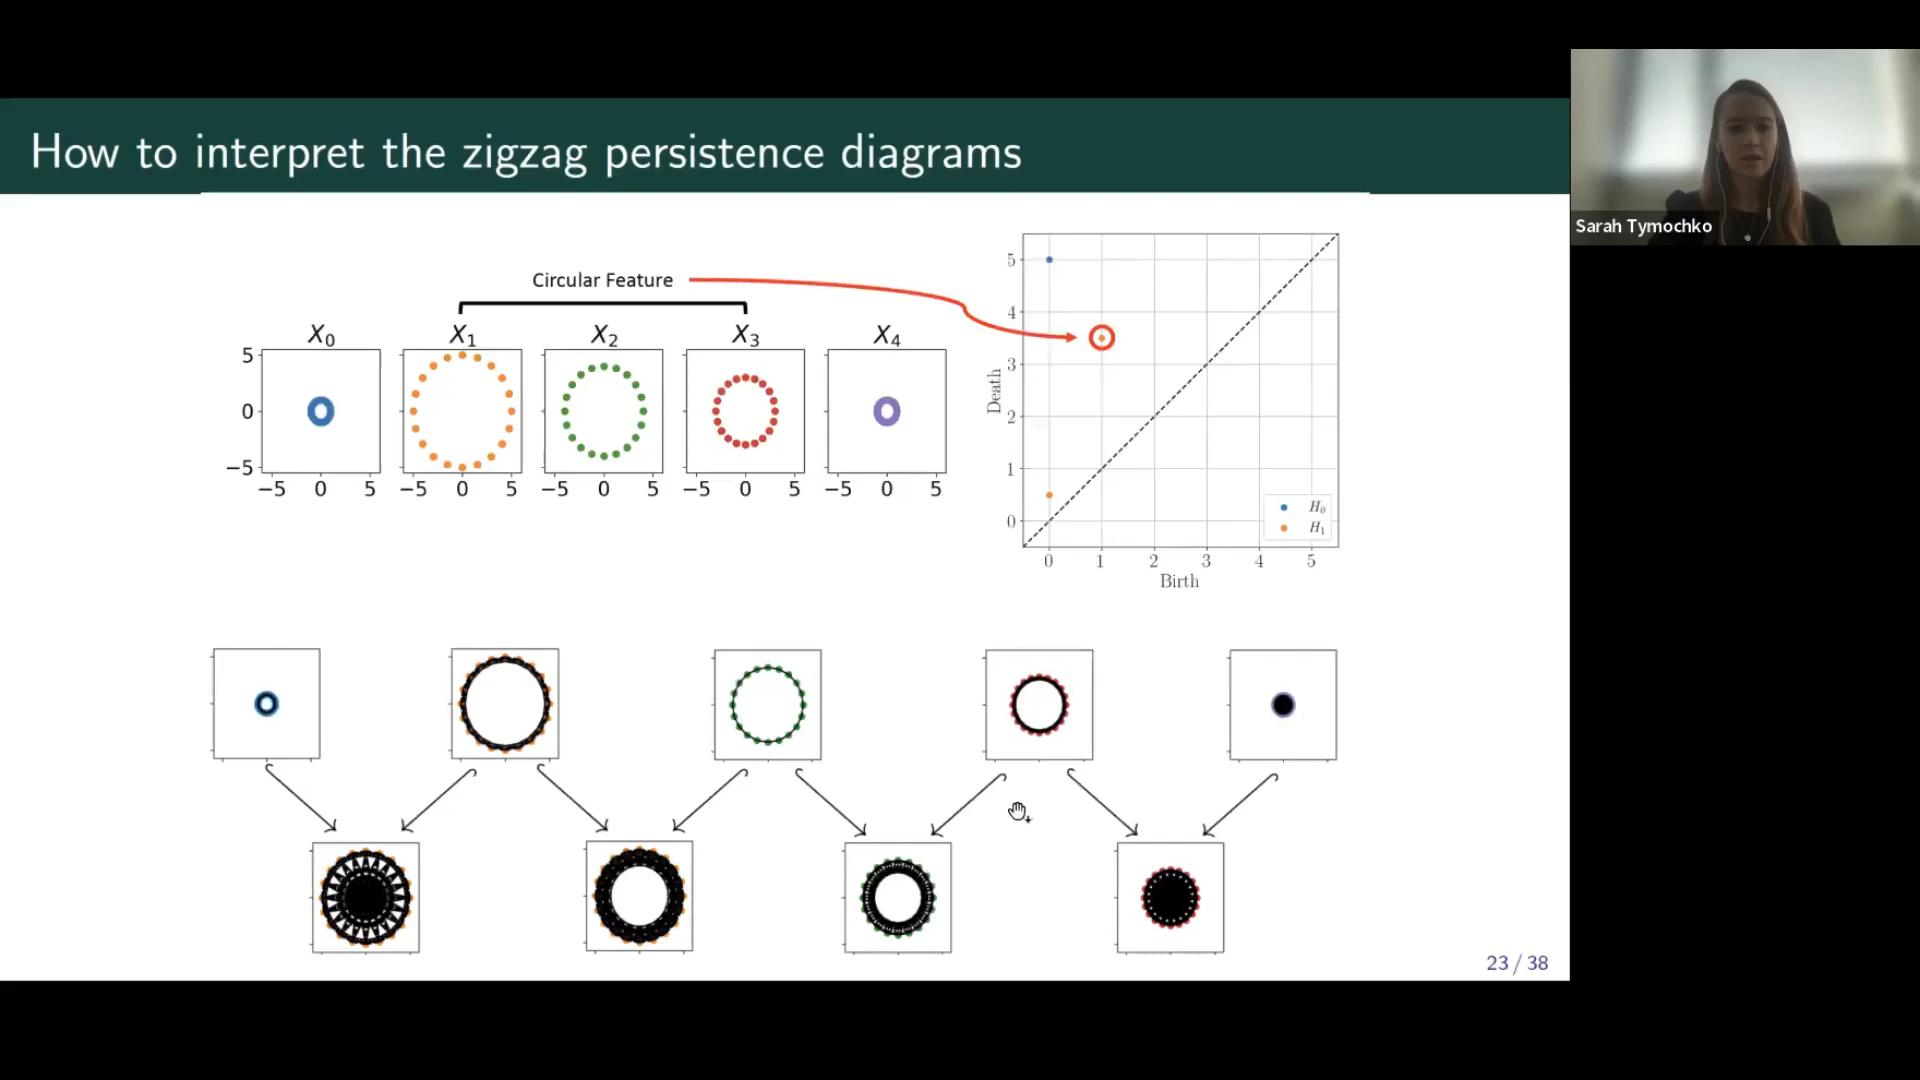 How to interpret the zigzag persistence diagrams
Sarah Tymochko
Circular Feature
X₀ X₁ X₂ X₃ X₄
5
0
−5
−5 0 5 −5 0 5 −5 0 5 −5 0 5 −5 0 5
5
4
3
2
1
0
Death
H₀
H₁
0 1 2 3 4 5
Birth
23 / 38